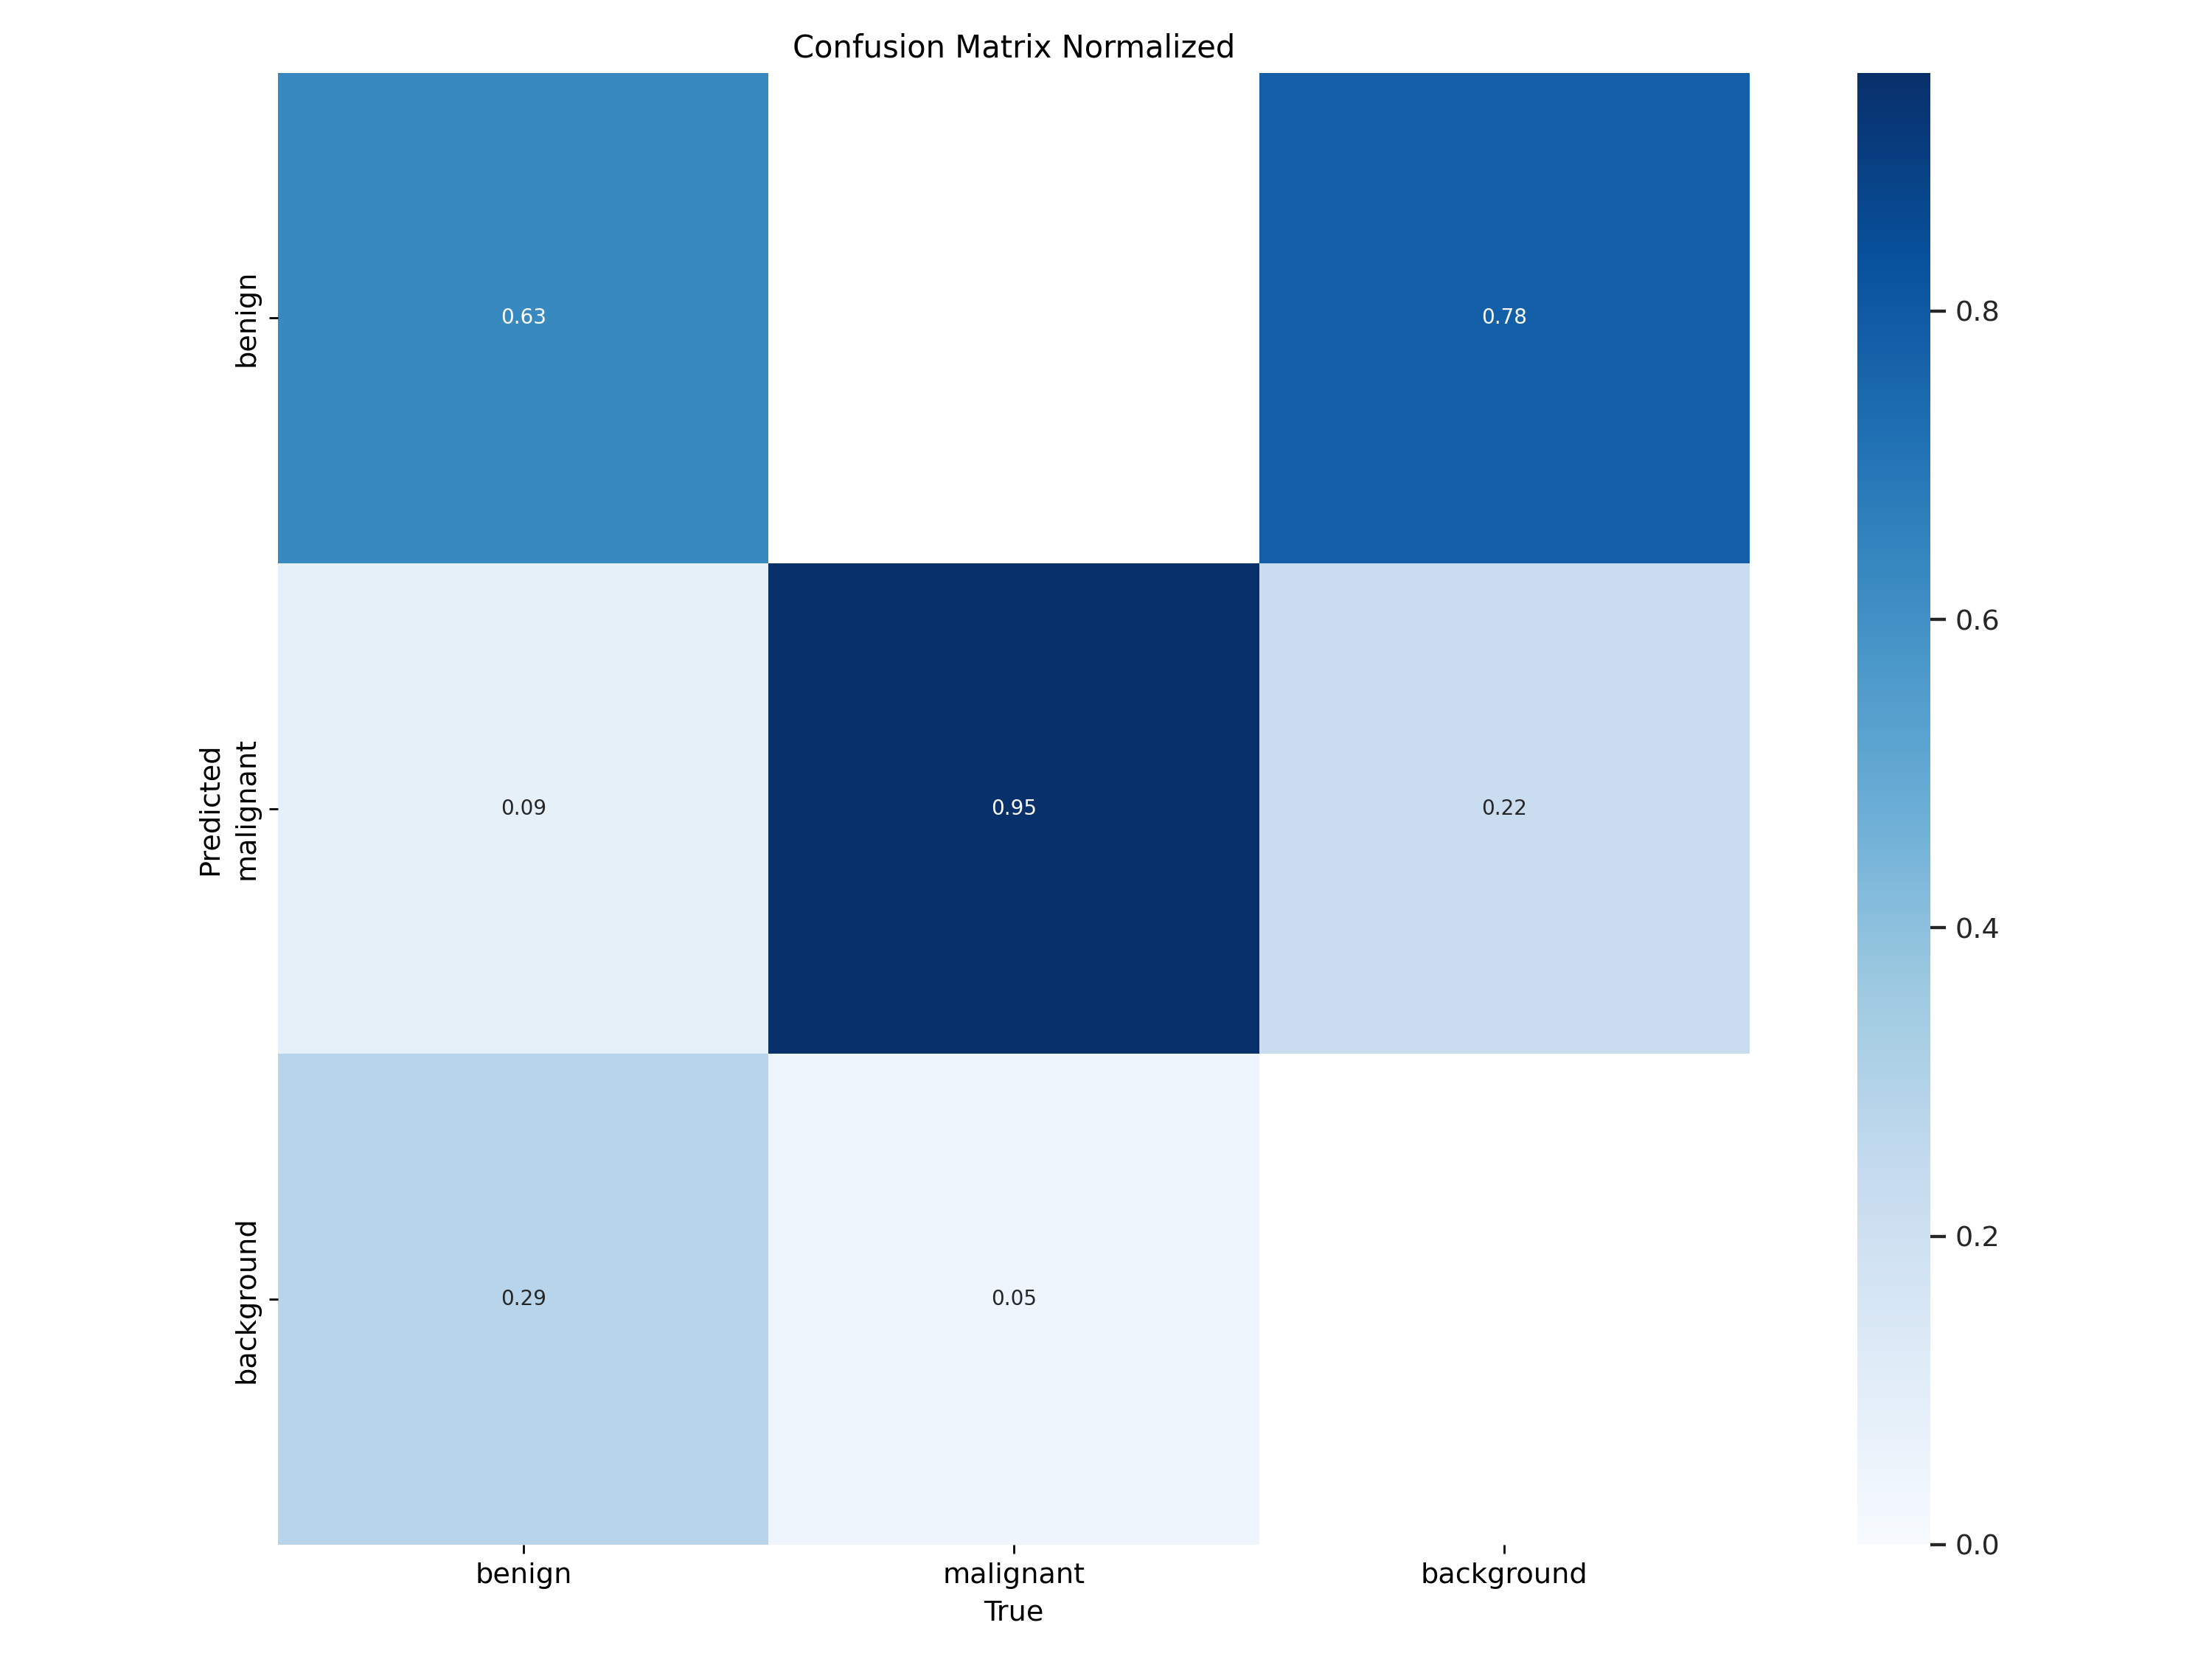 Confusion Matrix Normalized
benign
0.63
0.78
0.8
0.6
Predicted
malignant
0.09
0.95
0.22
0.4
background
0.29
0.05
0.2
0.0
benign
malignant
background
True